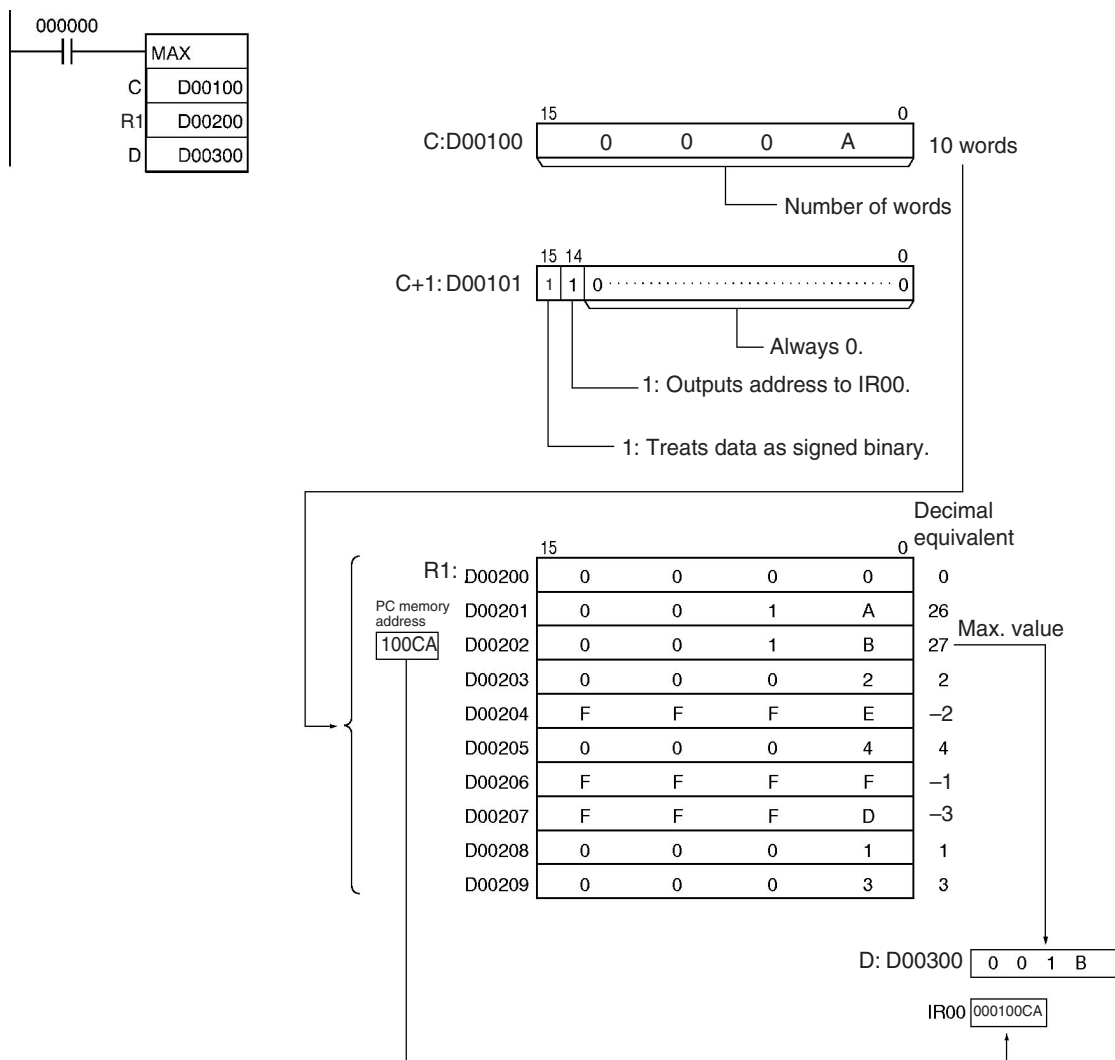 000000
MAX
C D00100
R1 D00200
D D00300
15 0
C:D00100 0 0 0 A 10 words
Number of words
15 14 0
C+1: D00101 1 1 0 0
Always 0.
1: Outputs address to IR00.
1: Treats data as signed binary.
Decimal
equivalent
15 0
R1: D00200 0 0 0 0 0
PC memory
address
D00201 0 0 1 A 26
Max. value
100CA D00202 0 0 1 B 27
D00203 0 0 0 2 2
D00204 F F F E –2
D00205 0 0 0 4 4
D00206 F F F F –1
D00207 F F F D –3
D00208 0 0 0 1 1
D00209 0 0 0 3 3
D: D00300 0 0 1 B
IR00 000100CA